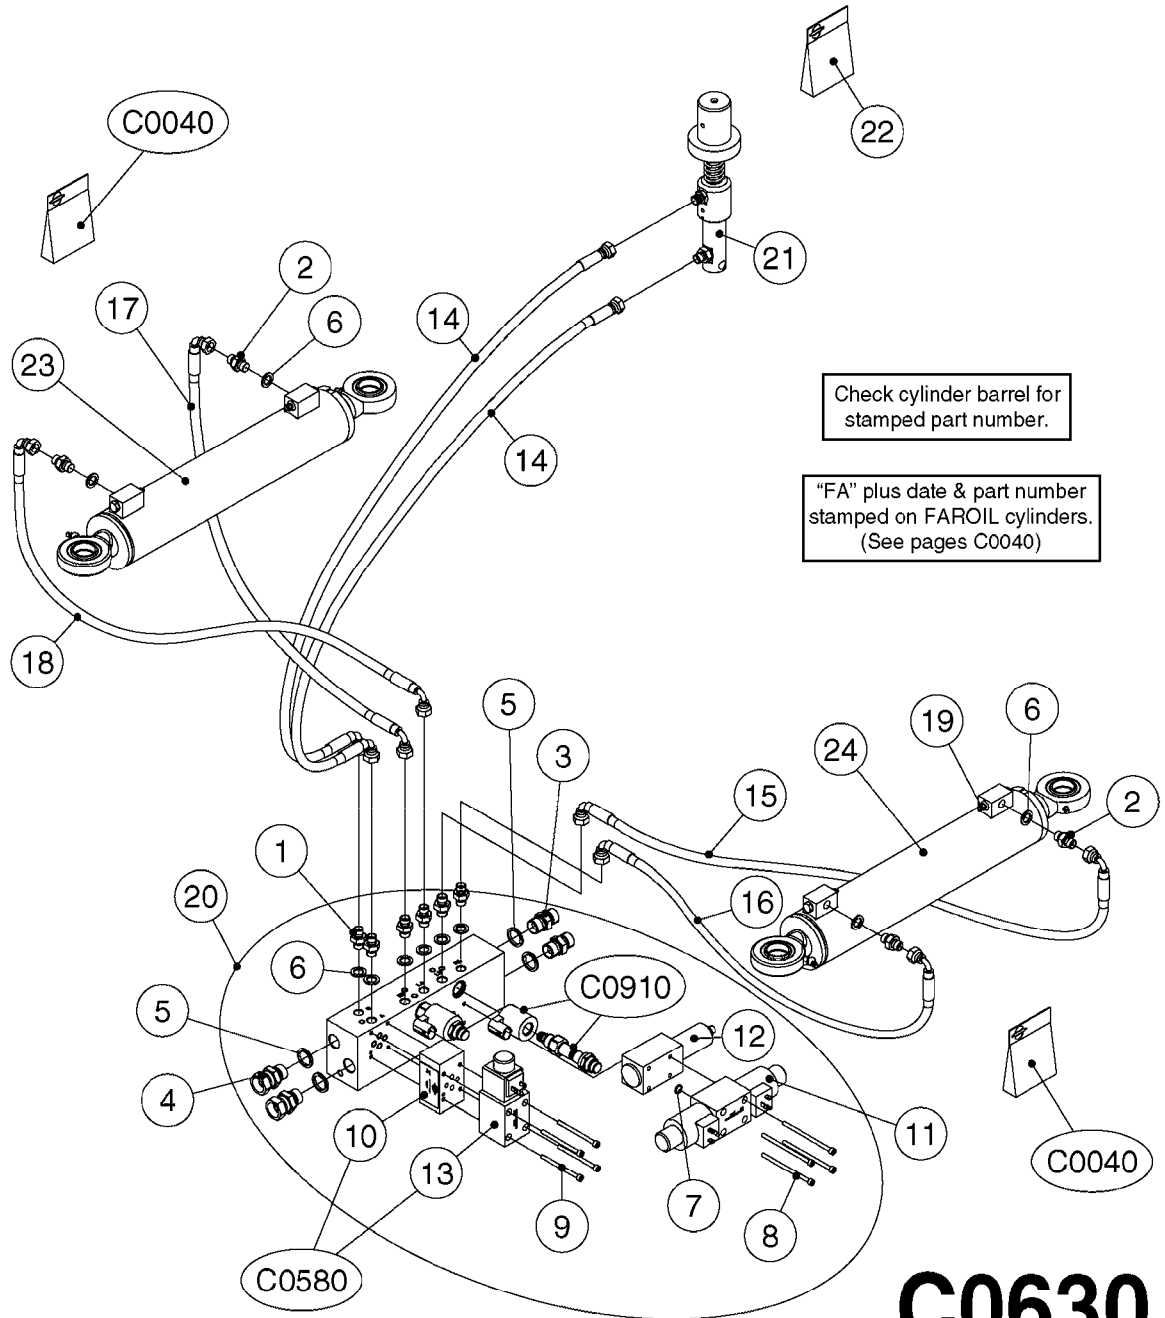 22
C0040
21
2
17
6
14
23
Check cylinder barrel for
stamped part number.
14
"FA" plus date & part number
stamped on FAROIL cylinders.
(See pages C0040)
18
5
6
19
3
24
15
2
1
20
16
6
C0910
5
12
4
10
11
13
C0040
7
9
8
C0580
C0630